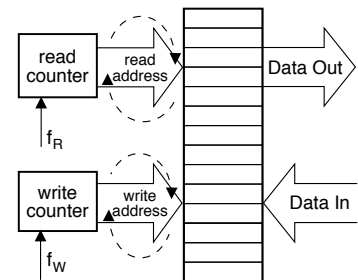 read
counter
read
address
Data Out
f_R
write
counter
write
address
Data In
f_W